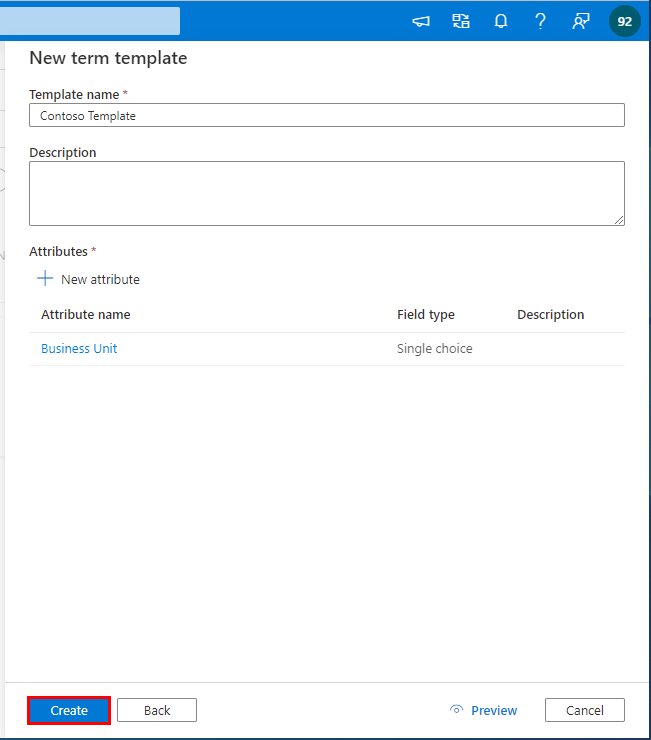 92
New term template
Template name *
Contoso Template
Description
Attributes *
New attribute
Attribute name Field type Description
Business Unit Single choice
Create Back Preview Cancel